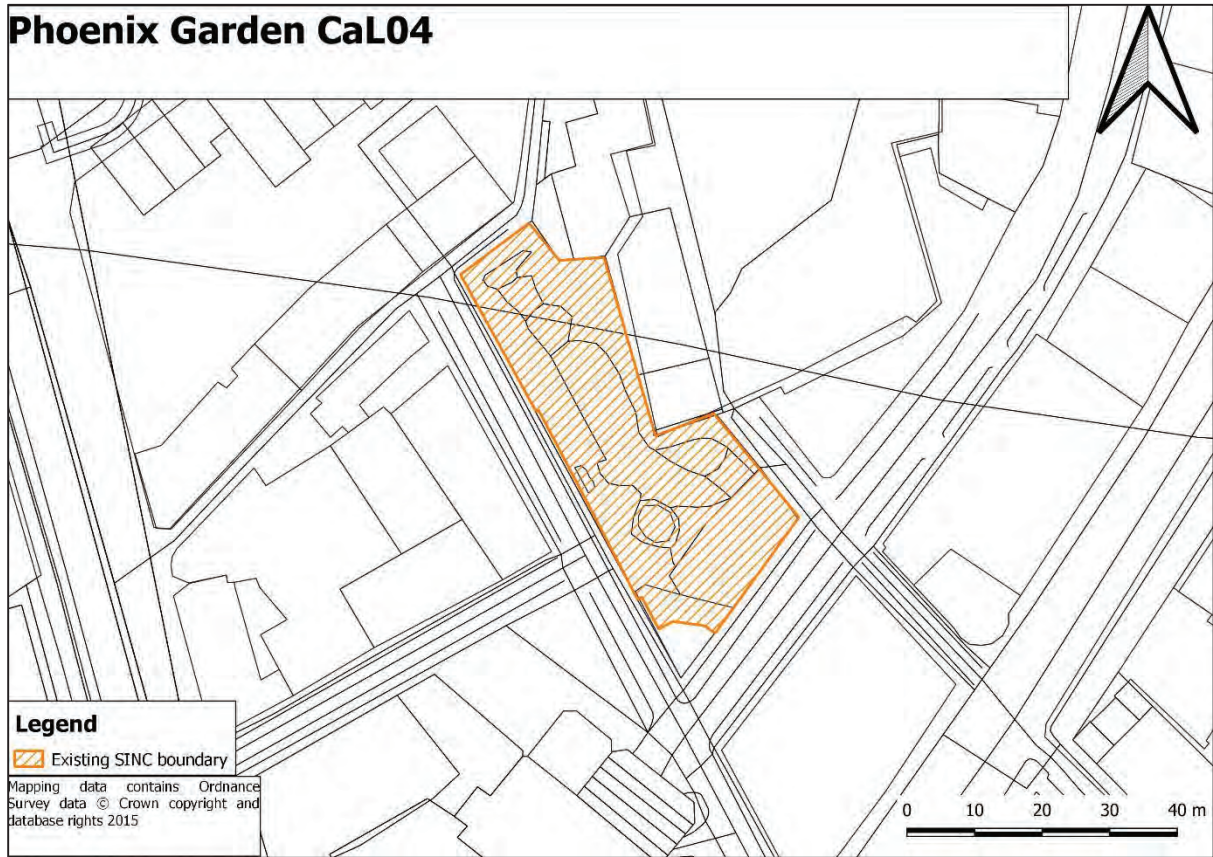 Phoenix Garden CaL04
Legend
Existing SINC boundary
Mapping data contains Ordnance
Survey data © Crown copyright and
database rights 2015
0 10 20 30 40 m